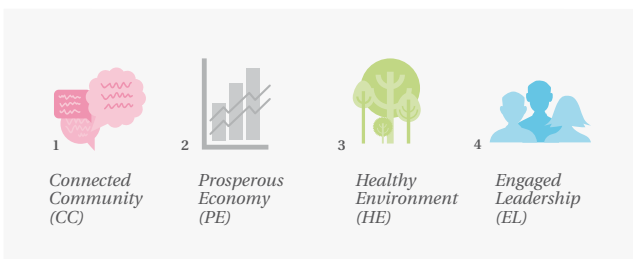 1
Connected
Community
(CC)
2
Prosperous
Economy
(PE)
3
Healthy
Environment
(HE)
4
Engaged
Leadership
(EL)